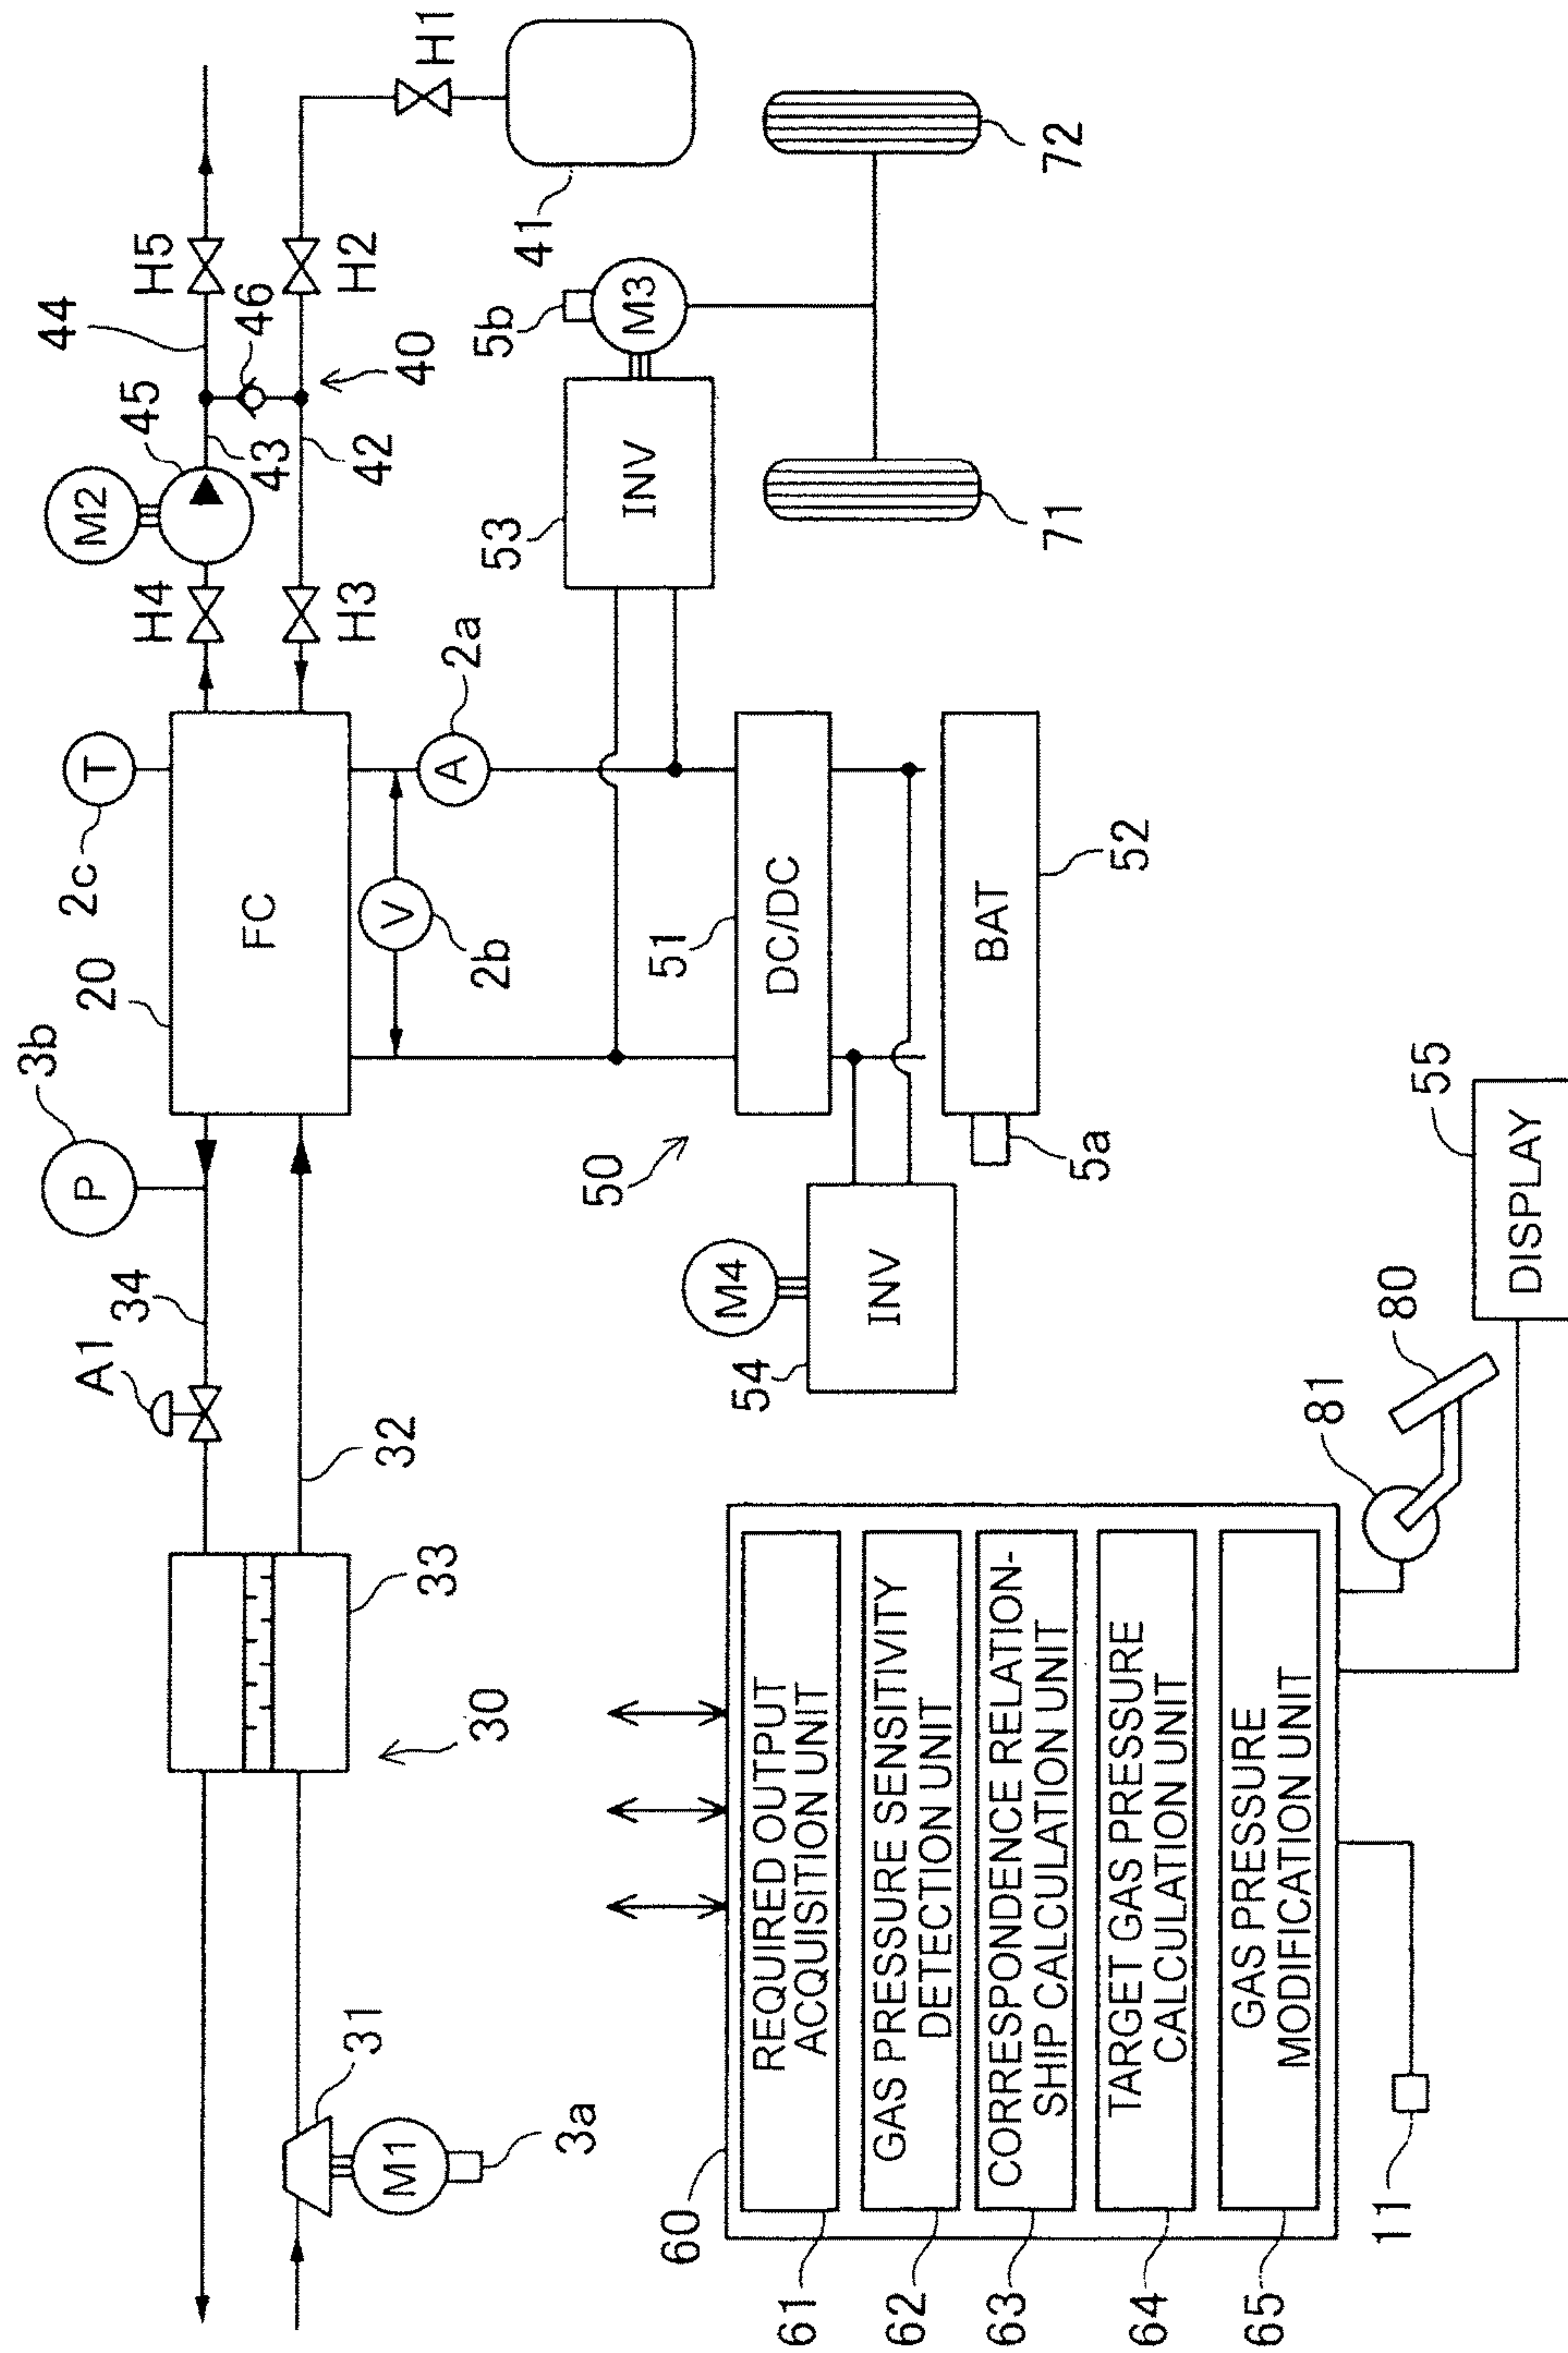 3b
P
A1
34
20
2c
T
M2
45
44
H5
H4
46
43
H1
FC
32
33
30
31
M1
3a
V
2b
A
2a
H3
42
40
H2
41
5b
M3
53
INV
71
72
50
51
DC/DC
BAT
52
5a
M4
54
INV
60
61
REQUIRED OUTPUT
ACQUISITION UNIT
62
GAS PRESSURE SENSITIVITY
DETECTION UNIT
63
CORRESPONDENCE RELATION-
SHIP CALCULATION UNIT
64
TARGET GAS PRESSURE
CALCULATION UNIT
65
GAS PRESSURE
MODIFICATION UNIT
81
80
55
DISPLAY
11